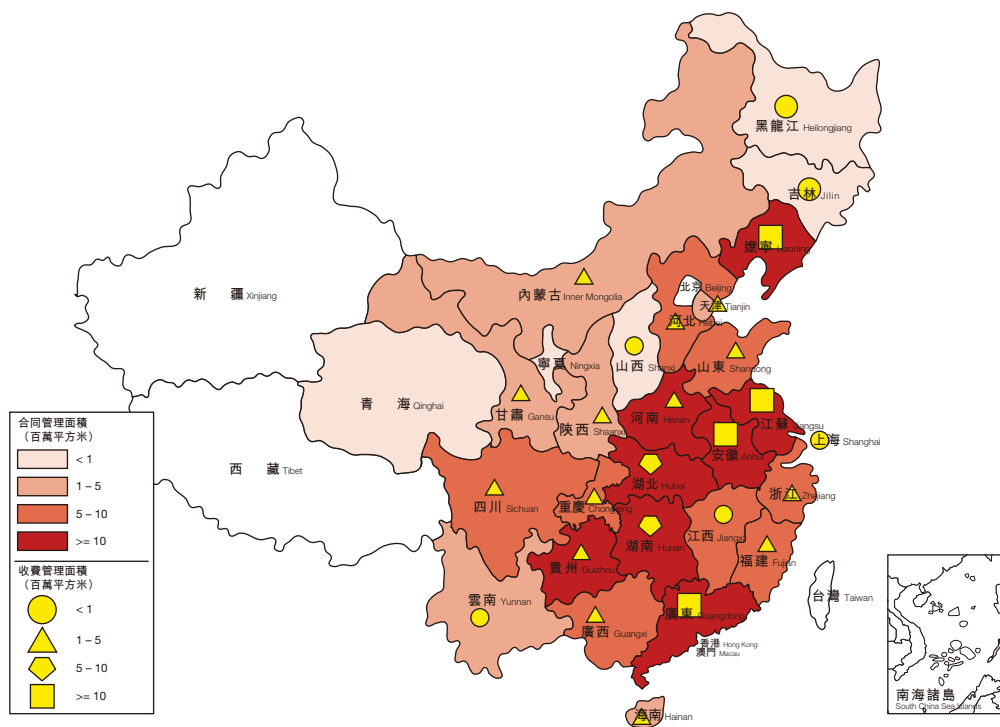 黑龍江 Heilongjiang
吉林 Jilin
遼寧 Liaoning
北京 Beijing
新 疆 Xinjiang
內蒙古 Inner Mongolia
天津 Tianjin
河北 Hebei
寧夏 Ningxia
山西 Shanxi
山東 Shandong
青 海 Qinghai
甘肅 Gansu
陝西 Shaanxi
河南 Henan
江蘇 Jiangsu
上海 Shanghai
安徽 Anhui
西 藏 Tibet
湖北 Hubei
四川 Sichuan
重慶 Chongqing
浙江 Zhejiang
江西 Jiangxi
湖南 Hunan
福建 Fujian
貴州 Guizhou
台灣 Taiwan
雲南 Yunnan
廣東 Guangdong
廣西 Guangxi
香港 Hong Kong
澳門 Macau
海南 Hainan
南海諸島
South China Sea Islands
合同管理面積
（百萬平方米）
< 1
1 – 5
5 – 10
>= 10
收費管理面積
（百萬平方米）
< 1
1 – 5
5 – 10
>= 10